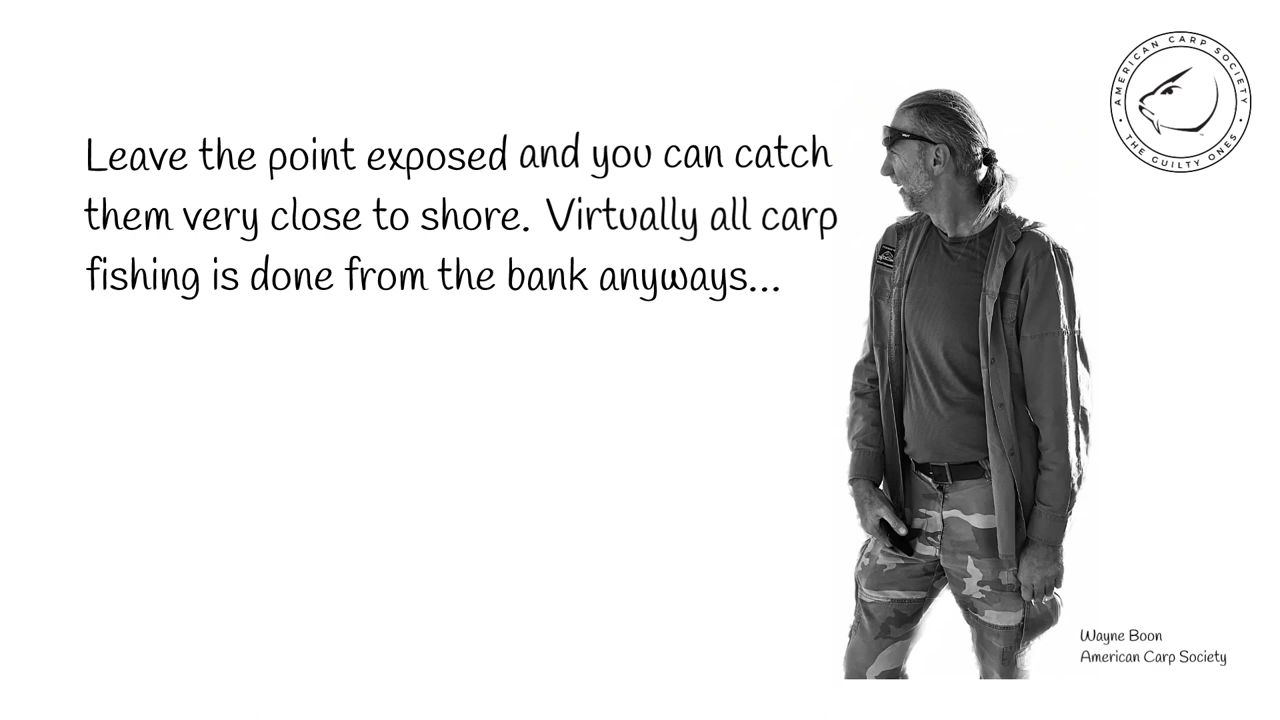 Leave the point exposed and you can catch
them very close to shore. Virtually all carp
fishing is done from the bank anyways...
AMERICAN CARP SOCIETY
• THE GUILTY ONES •
Wayne Boon
American Carp Society